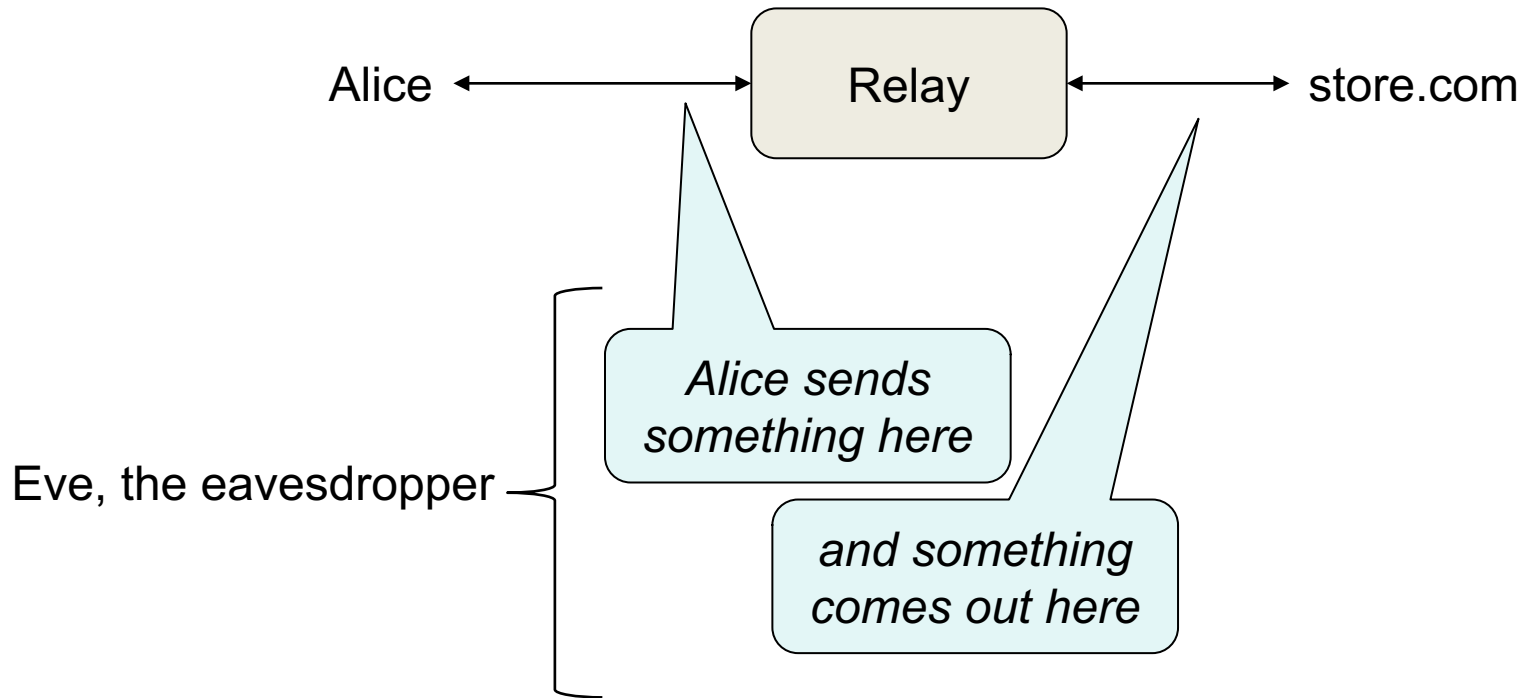 Alice
Relay
store.com
Alice sends
something here
Eve, the eavesdropper
and something
comes out here